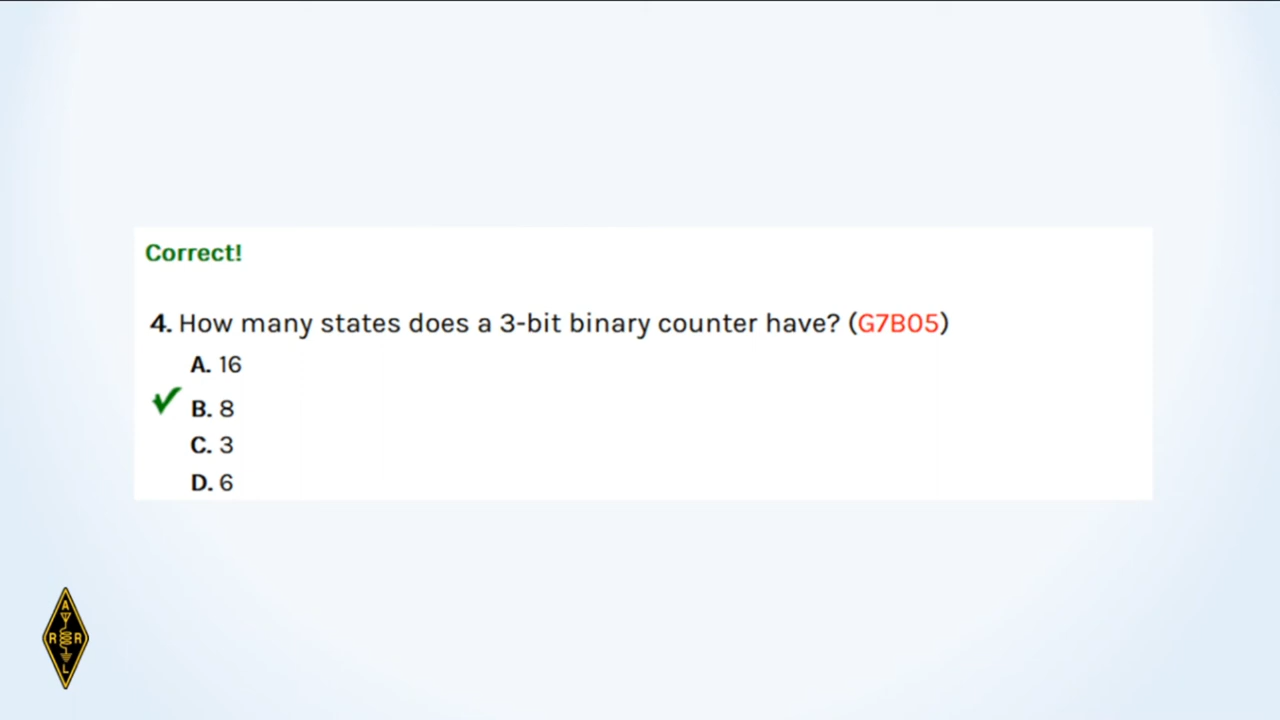 Correct!
4. How many states does a 3-bit binary counter have? (G7B05)
A. 16
B. 8
C. 3
D. 6
A
R R
L